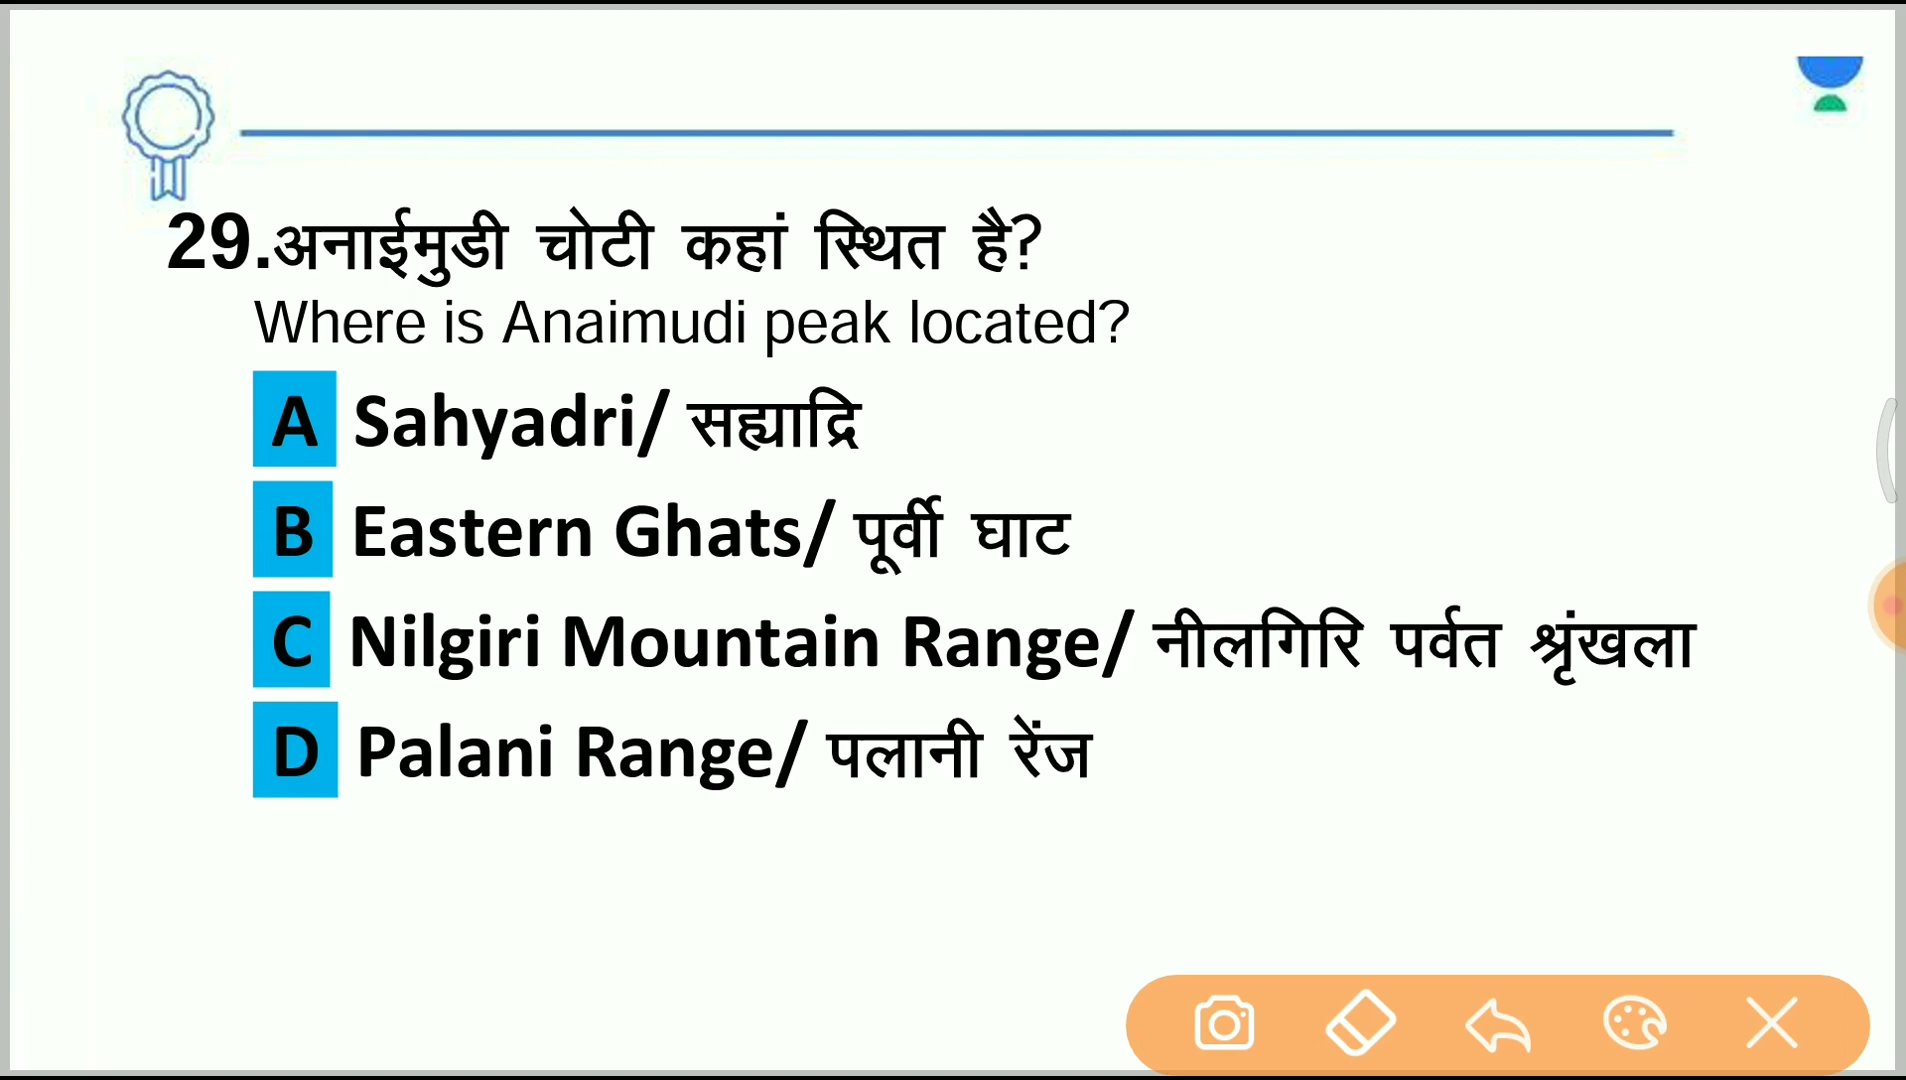 29.अनाईमुडी चोटी कहां स्थित है?
Where is Anaimudi peak located?
A Sahyadri/ सह्याद्रि
B Eastern Ghats/ पूर्वी घाट
C Nilgiri Mountain Range/ नीलगिरि पर्वत श्रृंखला
D Palani Range/ पलानी रेंज